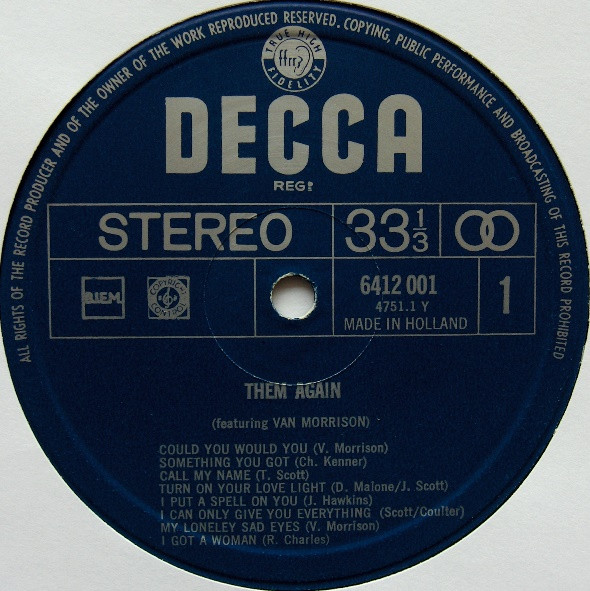 ALL RIGHTS OF THE RECORD PRODUCER AND OF THE OWNER OF THE WORK REPRODUCED RESERVED. COPYING, PUBLIC PERFORMANCE AND BROADCASTING OF THIS RECORD PROHIBITED
TRUE HIGH
ffrr
FIDELITY
DECCA
REGD
STEREO 33 1/3
B.I.E.M. COPYRIGHT CONTROL 6412 001 1
4751.1 Y
MADE IN HOLLAND
THEM AGAIN
(featuring VAN MORRISON)
COULD YOU WOULD YOU (V. Morrison)
SOMETHING YOU GOT (Ch. Kenner)
CALL MY NAME (T. Scott)
TURN ON YOUR LOVE LIGHT (D. Malone/J. Scott)
I PUT A SPELL ON YOU (J. Hawkins)
I CAN ONLY GIVE YOU EVERYTHING (Scott/Coulter)
MY LONELEY SAD EYES (V. Morrison)
I GOT A WOMAN (R. Charles)